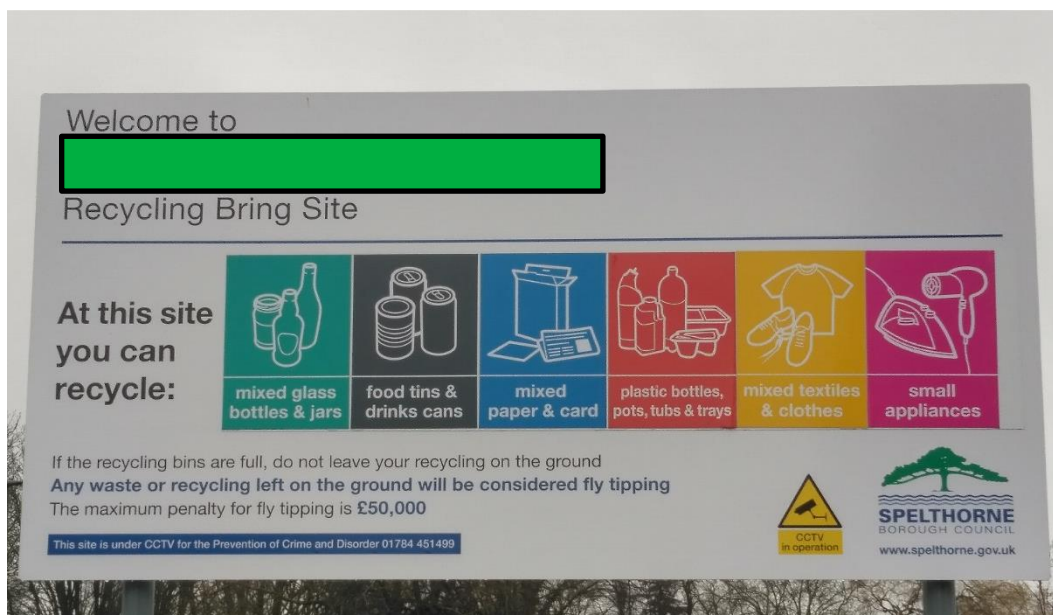 Welcome to
Recycling Bring Site
At this site
you can
recycle:
mixed glass
bottles & jars
food tins &
drinks cans
mixed
paper & card
plastic bottles,
pots, tubs & trays
mixed textiles
& clothes
small
appliances
If the recycling bins are full, do not leave your recycling on the ground
Any waste or recycling left on the ground will be considered fly tipping
The maximum penalty for fly tipping is £50,000
This site is under CCTV for the Prevention of Crime and Disorder 01784 451499
CCTV
in operation
SPELTHORNE
BOROUGH COUNCIL
www.spelthorne.gov.uk